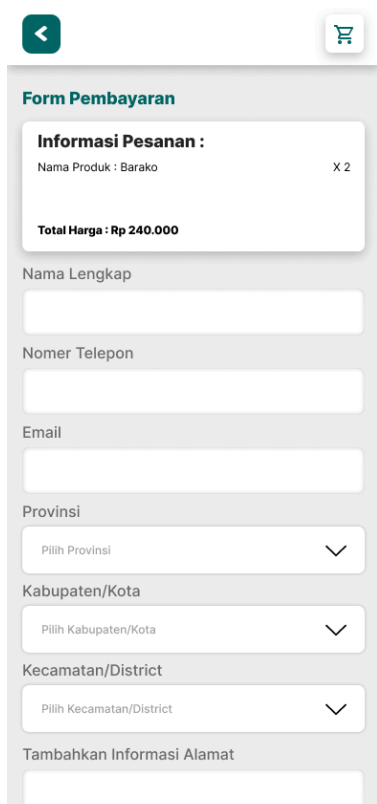 Form Pembayaran
Informasi Pesanan :
Nama Produk : Barako X 2
Total Harga : Rp 240.000
Nama Lengkap
Nomer Telepon
Email
Provinsi
Pilih Provinsi
Kabupaten/Kota
Pilih Kabupaten/Kota
Kecamatan/District
Pilih Kecamatan/District
Tambahkan Informasi Alamat